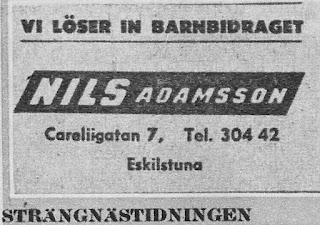 VI LÖSER IN BARNBIDRAGET
NILS ADAMSSON
Careliigatan 7, Tel. 304 42
Eskilstuna
STRÄNGNÄSTIDNINGEN